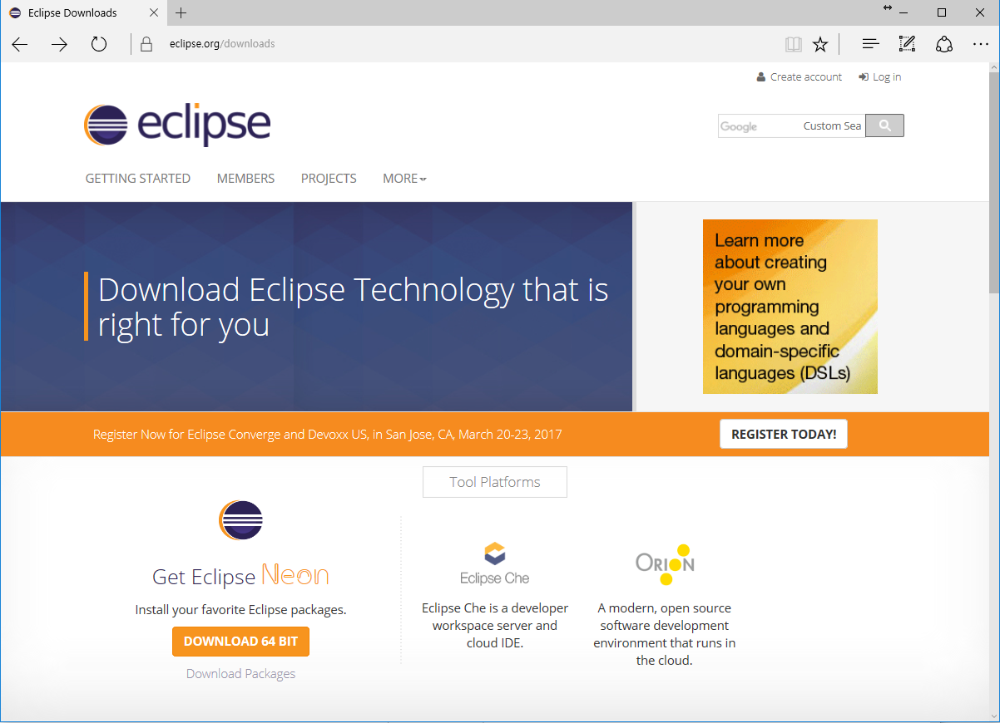 Eclipse Downloads
eclipse.org/downloads
Create account
Log in
eclipse
Google Custom Sea
GETTING STARTED MEMBERS PROJECTS MORE
Download Eclipse Technology that is
right for you
Learn more
about creating
your own
programming
languages and
domain-specific
languages (DSLs)
Register Now for Eclipse Converge and Devoxx US, in San Jose, CA, March 20-23, 2017
REGISTER TODAY!
Tool Platforms
Get Eclipse Neon
Install your favorite Eclipse packages.
DOWNLOAD 64 BIT
Download Packages
Eclipse Che
Eclipse Che is a developer
workspace server and
cloud IDE.
ORION
A modern, open source
software development
environment that runs in
the cloud.